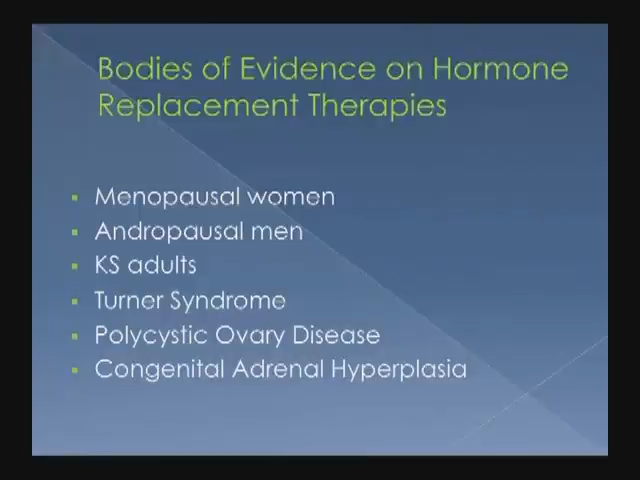 Bodies of Evidence on Hormone
Replacement Therapies
Menopausal women
Andropausal men
KS adults
Turner Syndrome
Polycystic Ovary Disease
Congenital Adrenal Hyperplasia